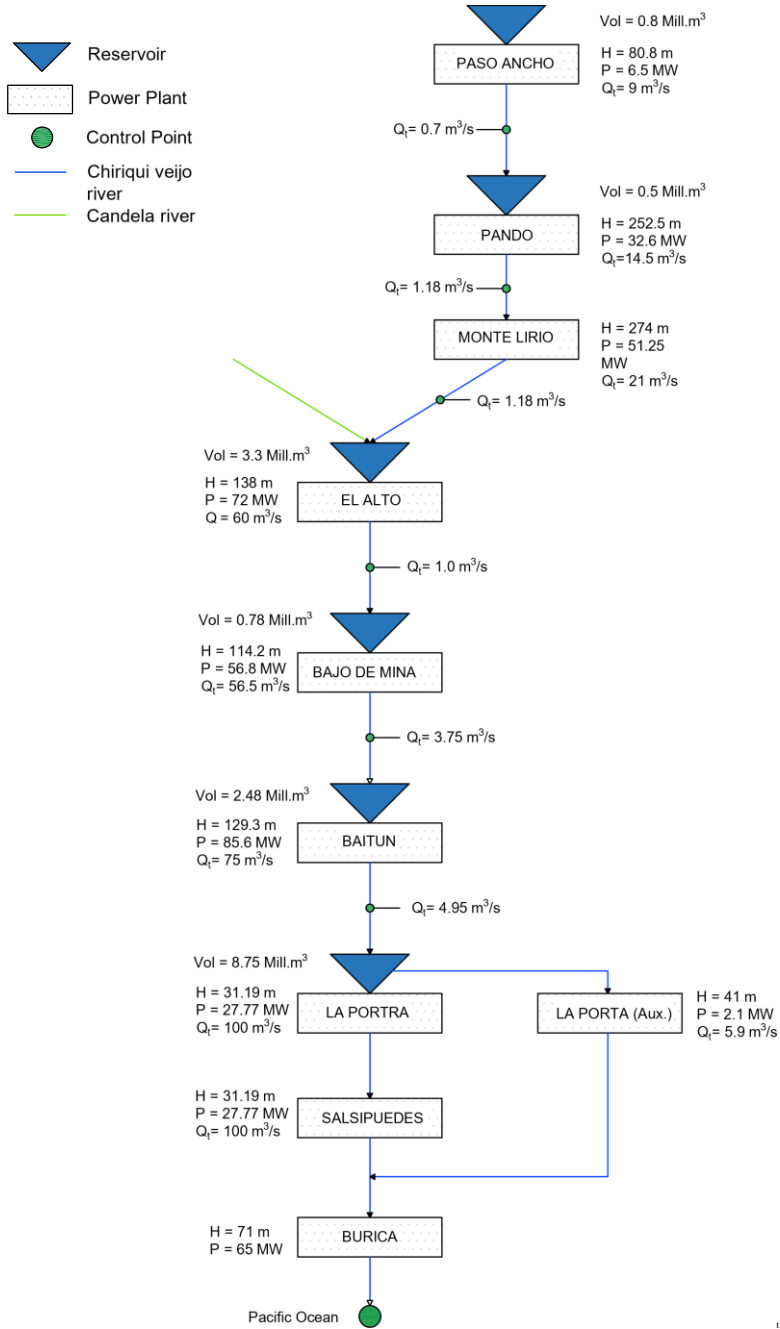 Reservoir
Power Plant
Control Point
Chiriqui veijo
river
Candela river
Vol = 0.8 Mill.m³
PASO ANCHO
H = 80.8 m
P = 6.5 MW
Qₜ= 9 m³/s
Qₜ= 0.7 m³/s
Vol = 0.5 Mill.m³
PANDO
H = 252.5 m
P = 32.6 MW
Qₜ=14.5 m³/s
Qₜ= 1.18 m³/s
MONTE LIRIO
H = 274 m
P = 51.25
MW
Qₜ= 21 m³/s
Qₜ= 1.18 m³/s
Vol = 3.3 Mill.m³
H = 138 m
P = 72 MW
Q = 60 m³/s
EL ALTO
Qₜ= 1.0 m³/s
Vol = 0.78 Mill.m³
H = 114.2 m
P = 56.8 MW
Qₜ= 56.5 m³/s
BAJO DE MINA
Qₜ= 3.75 m³/s
Vol = 2.48 Mill.m³
H = 129.3 m
P = 85.6 MW
Qₜ= 75 m³/s
BAITUN
Qₜ= 4.95 m³/s
Vol = 8.75 Mill.m³
H = 31.19 m
P = 27.77 MW
Qₜ= 100 m³/s
LA PORTRA
LA PORTA (Aux.)
H = 41 m
P = 2.1 MW
Qₜ= 5.9 m³/s
H = 31.19 m
P = 27.77 MW
Qₜ= 100 m³/s
SALSIPUEDES
H = 71 m
P = 65 MW
BURICA
Pacific Ocean